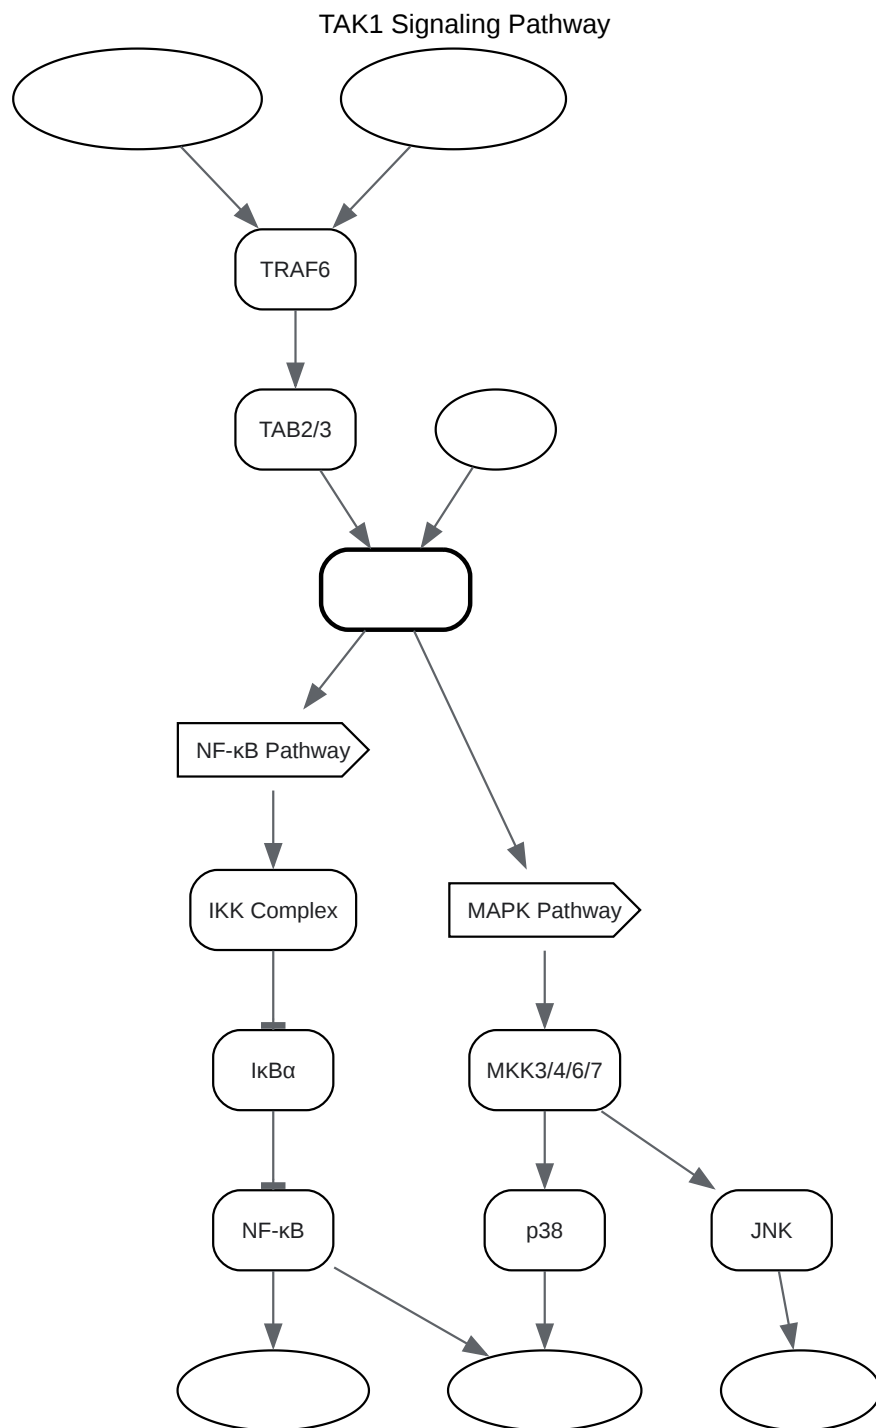 TAK1 Signaling Pathway
TRAF6
TAB2/3
NF-κB Pathway
IKK Complex
MAPK Pathway
IκBα
MKK3/4/6/7
NF-κB
p38
JNK